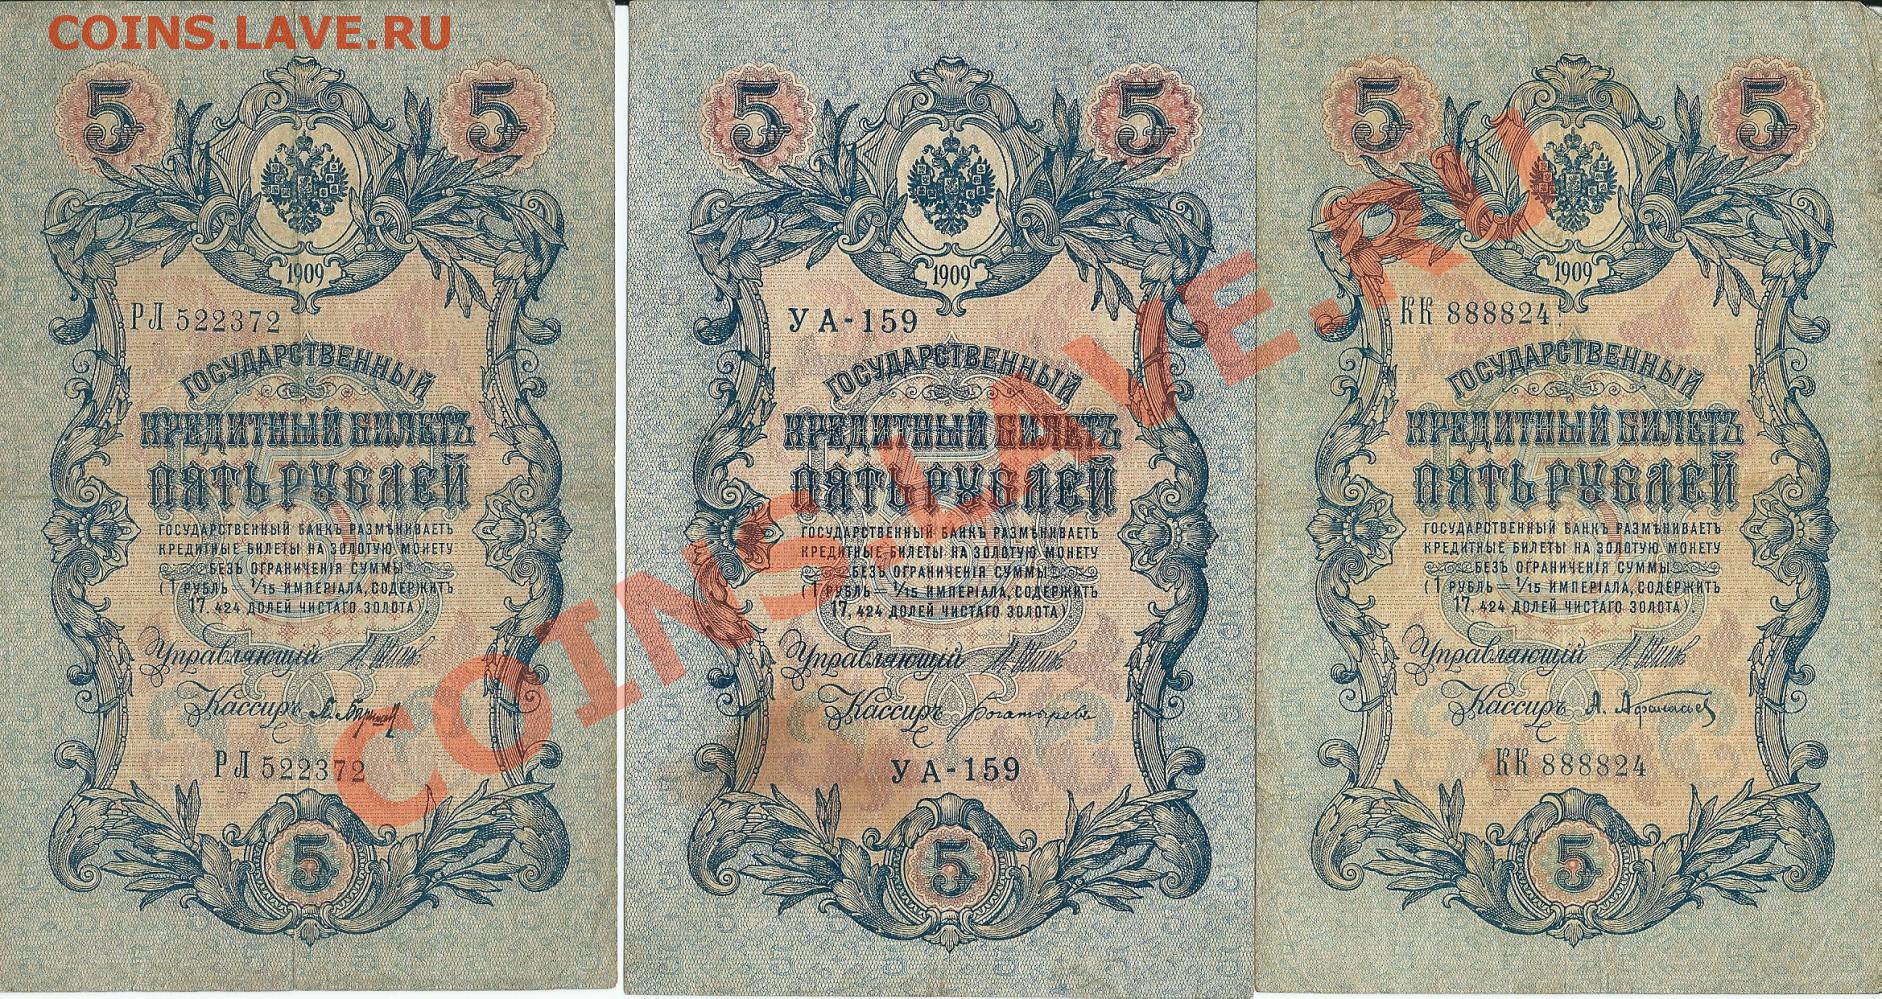 COINS.LAVE.RU
5 5
1909
РЛ 522372
ГОСУДАРСТВЕННЫЙ
КРЕДИТНЫЙ БИЛЕТЪ
ПЯТЬ РУБЛЕЙ
ГОСУДАРСТВЕННЫЙ БАНКЪ РАЗМѢНИВАЕТЪ
КРЕДИТНЫЕ БИЛЕТЫ НА ЗОЛОТУЮ МОНЕТУ
БЕЗЪ ОГРАНИЧЕНІЯ СУММЫ
(1 РУБЛЬ = 1/15 ИМПЕРІАЛА, СОДЕРЖИТЪ
17,424 ДОЛЕЙ ЧИСТАГО ЗОЛОТА).
Управляющій
Кассиръ
РЛ 522372
5
5 5
1909
УА-159
ГОСУДАРСТВЕННЫЙ
КРЕДИТНЫЙ БИЛЕТЪ
ПЯТЬ РУБЛЕЙ
ГОСУДАРСТВЕННЫЙ БАНКЪ РАЗМѢНИВАЕТЪ
КРЕДИТНЫЕ БИЛЕТЫ НА ЗОЛОТУЮ МОНЕТУ
БЕЗЪ ОГРАНИЧЕНІЯ СУММЫ
(1 РУБЛЬ = 1/15 ИМПЕРІАЛА, СОДЕРЖИТЪ
17,424 ДОЛЕЙ ЧИСТАГО ЗОЛОТА).
Управляющій
Кассиръ Богатыревъ
УА-159
5
5 5
1909
КК 888824
ГОСУДАРСТВЕННЫЙ
КРЕДИТНЫЙ БИЛЕТЪ
ПЯТЬ РУБЛЕЙ
ГОСУДАРСТВЕННЫЙ БАНКЪ РАЗМѢНИВАЕТЪ
КРЕДИТНЫЕ БИЛЕТЫ НА ЗОЛОТУЮ МОНЕТУ
БЕЗЪ ОГРАНИЧЕНІЯ СУММЫ
(1 РУБЛЬ = 1/15 ИМПЕРІАЛА, СОДЕРЖИТЪ
17,424 ДОЛЕЙ ЧИСТАГО ЗОЛОТА).
Управляющій
Кассиръ А. Афанасьев
КК 888824
5
COINS.LAVE.RU